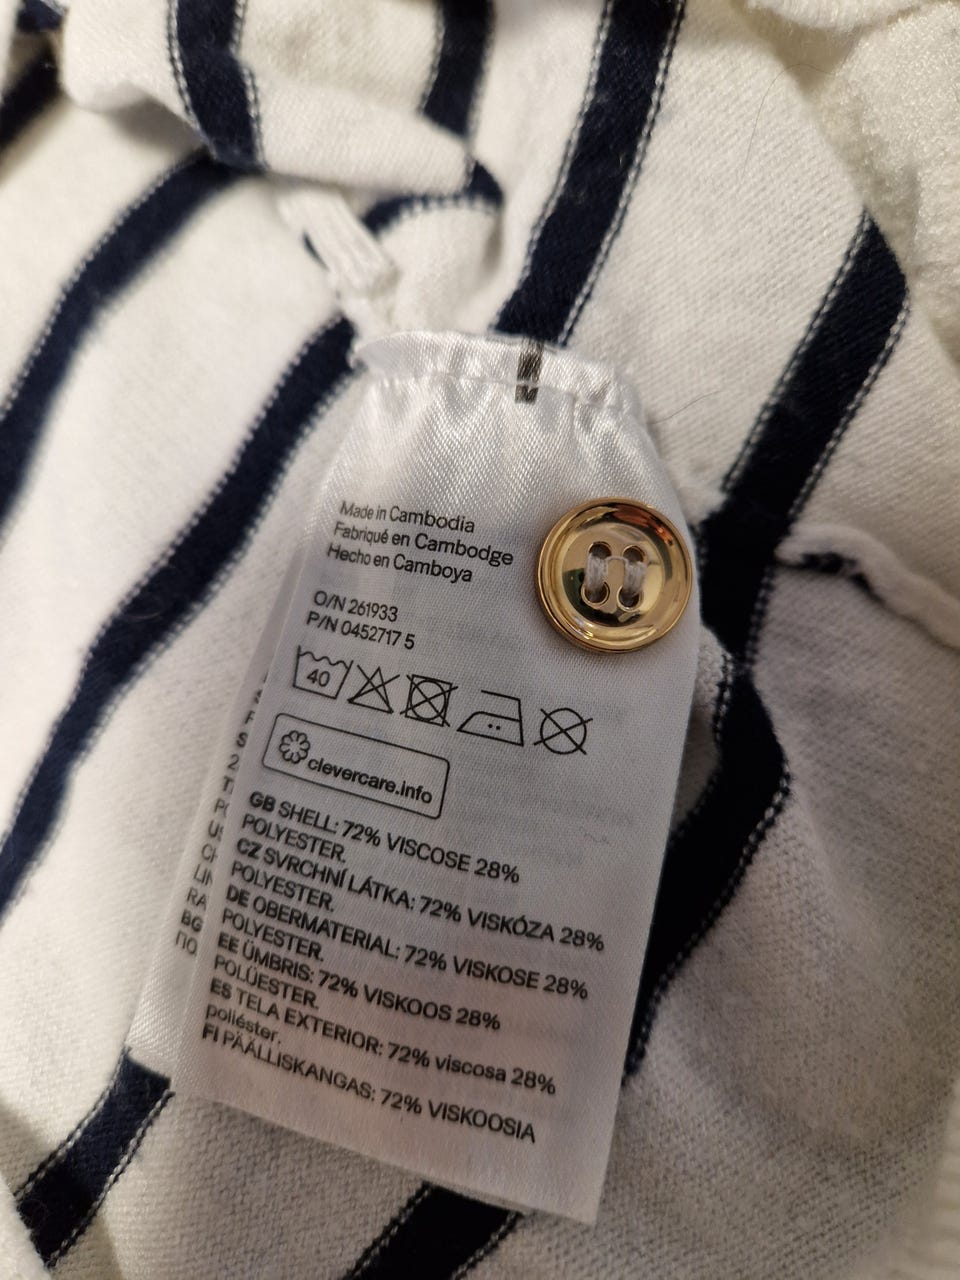 Made in Cambodia
Fabriqué en Cambodge
Hecho en Camboya
O/N 261933
P/N 0452717 5
40
clevercare.info
GB SHELL: 72% VISCOSE 28%
POLYESTER.
CZ SVRCHNÍ LÁTKA: 72% VISKÓZA 28%
POLYESTER.
DE OBERMATERIAL: 72% VISKOSE 28%
POLYESTER.
EE ÜMBRIS: 72% VISKOOS 28%
POLÜESTER.
ES TELA EXTERIOR: 72% viscosa 28%
poliéster.
FI PÄÄLLISKANGAS: 72% VISKOOSIA